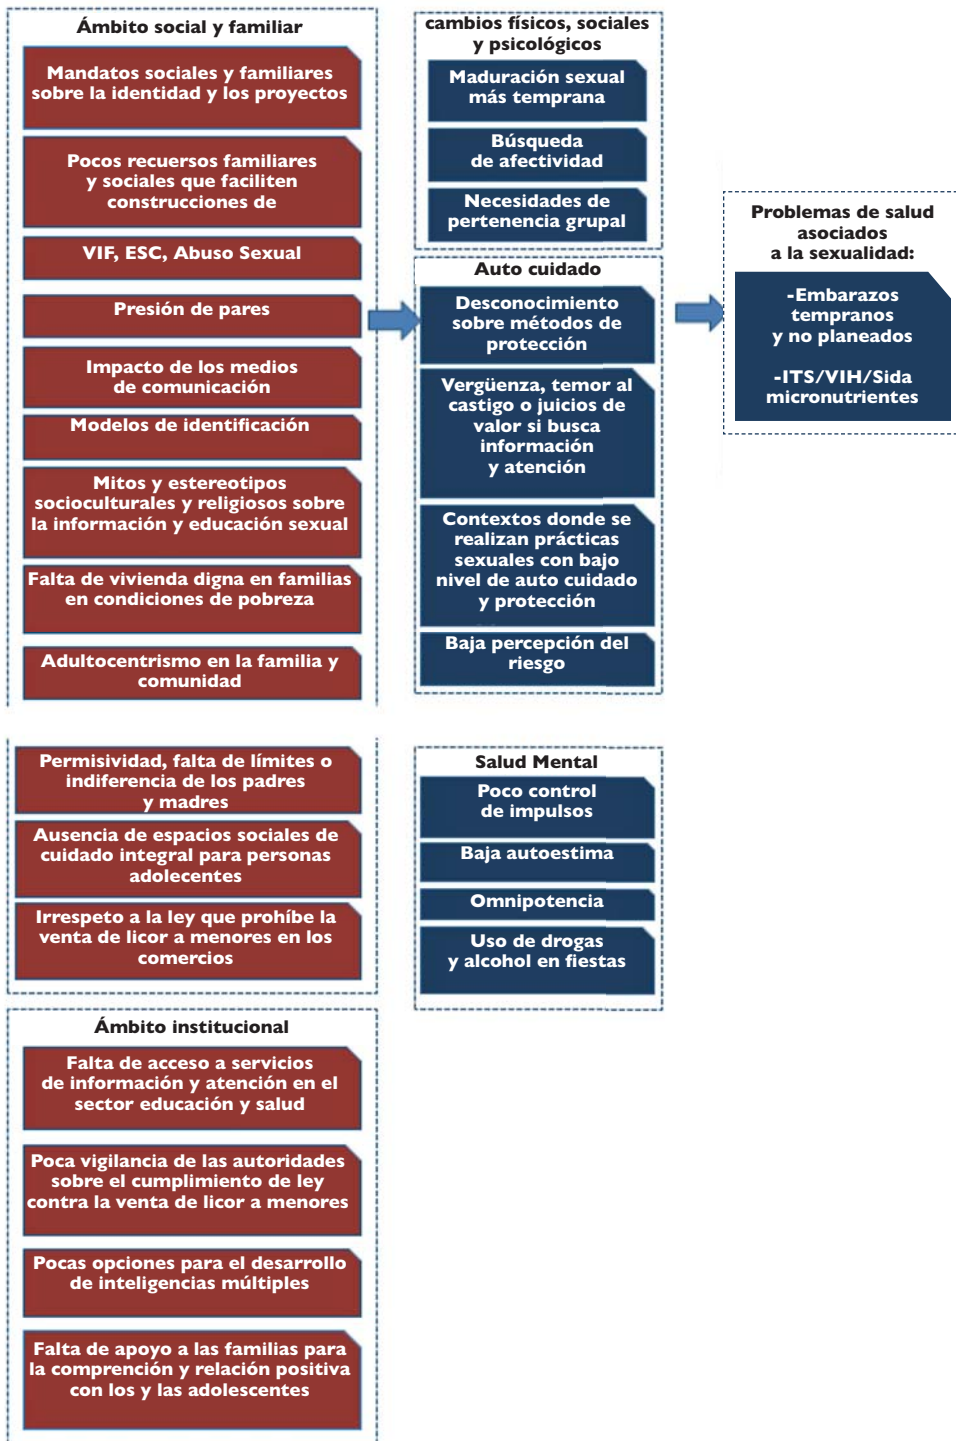 Ámbito social y familiar
Mandatos sociales y familiares
sobre la identidad y los proyectos
Pocos recuersos familiares
y sociales que faciliten
construcciones de
VIF, ESC, Abuso Sexual
Presión de pares
Impacto de los medios
de comunicación
Modelos de identificación
Mitos y estereotipos
socioculturales y religiosos sobre
la información y educación sexual
Falta de vivienda digna en familias
en condiciones de pobreza
Adultocentrismo en la familia y
comunidad
Permisividad, falta de límites o
indiferencia de los padres
y madres
Ausencia de espacios sociales de
cuidado integral para personas
adolecentes
Irrespeto a la ley que prohíbe la
venta de licor a menores en los
comercios
Ámbito institucional
Falta de acceso a servicios
de información y atención en el
sector educación y salud
Poca vigilancia de las autoridades
sobre el cumplimiento de ley
contra la venta de licor a menores
Pocas opciones para el desarrollo
de inteligencias múltiples
Falta de apoyo a las familias para
la comprención y relación positiva
con los y las adolescentes
cambios físicos, sociales
y psicológicos
Maduración sexual
más temprana
Búsqueda
de afectividad
Necesidades de
pertenencia grupal
Auto cuidado
Desconocimiento
sobre métodos de
protección
Vergüenza, temor al
castigo o juicios de
valor si busca
información
y atención
Contextos donde se
realizan prácticas
sexuales con bajo
nivel de auto cuidado
y protección
Baja percepción del
riesgo
Salud Mental
Poco control
de impulsos
Baja autoestima
Omnipotencia
Uso de drogas
y alcohol en fiestas
Problemas de salud
asociados
a la sexualidad:
-Embarazos
tempranos
y no planeados
-ITS/VIH/Sida
micronutrientes